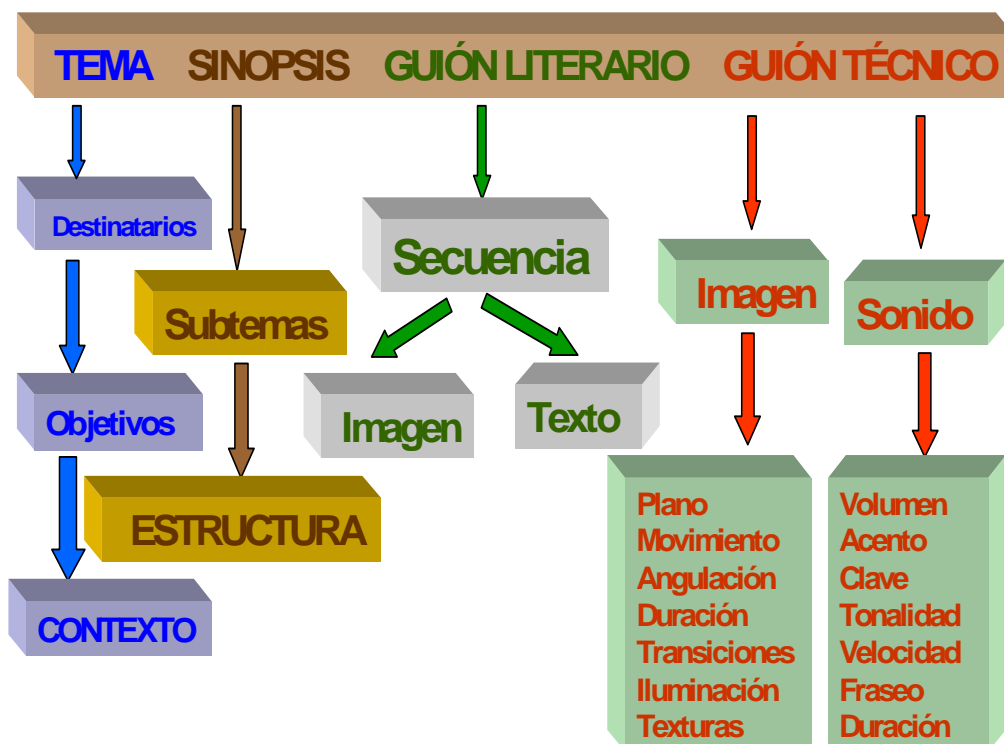 TEMA SINOPSIS GUIÓN LITERARIO GUIÓN TÉCNICO
Destinatarios
Objetivos
CONTEXTO
Subtemas
ESTRUCTURA
Secuencia
Imagen
Texto
Imagen
Plano
Movimiento
Angulación
Duración
Transiciones
Iluminación
Texturas
Sonido
Volumen
Acento
Clave
Tonalidad
Velocidad
Fraseo
Duración